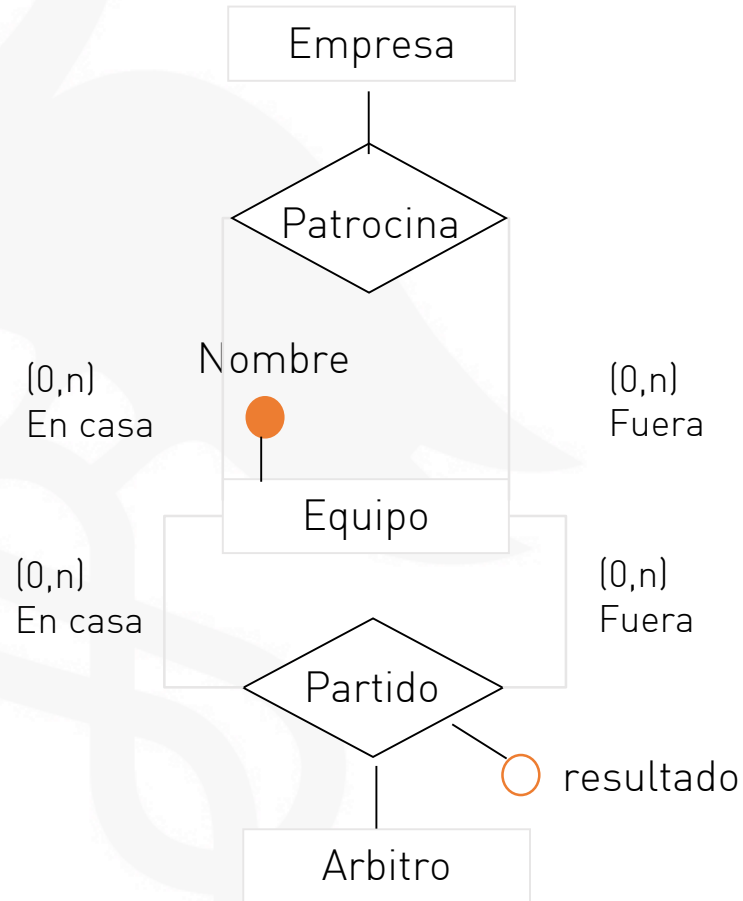 Empresa
Patrocina
Nombre
(0,n)
En casa
(0,n)
Fuera
Equipo
(0,n)
En casa
(0,n)
Fuera
Partido
resultado
Arbitro